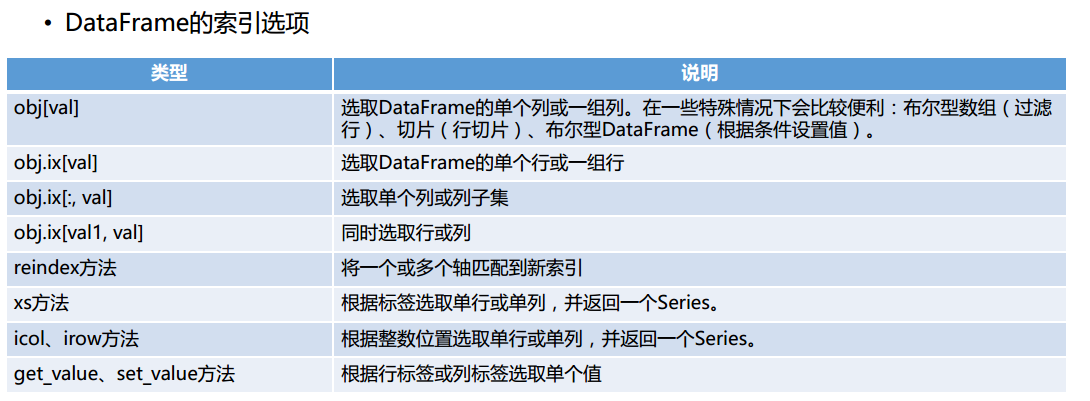 • DataFrame的索引选项
类型 说明
obj[val] 选取DataFrame的单个列或一组列。在一些特殊情况下会比较便利：布尔型数组（过滤
行）、切片（行切片）、布尔型DataFrame（根据条件设置值）。
obj.ix[val] 选取DataFrame的单个行或一组行
obj.ix[:, val] 选取单个列或列子集
obj.ix[val1, val] 同时选取行或列
reindex方法 将一个或多个轴匹配到新索引
xs方法 根据标签选取单行或单列，并返回一个Series。
icol、irow方法 根据整数位置选取单行或单列，并返回一个Series。
get_value、set_value方法 根据行标签或列标签选取单个值